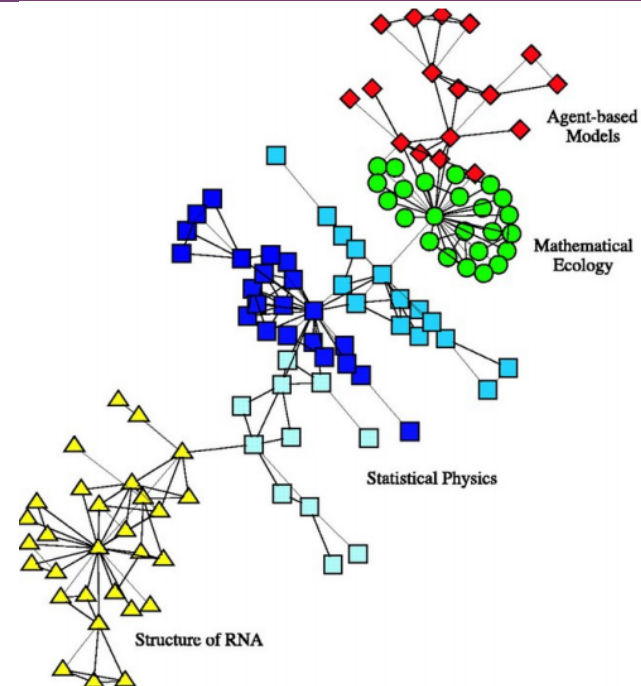 Agent-based
Models
Mathematical
Ecology
Statistical Physics
Structure of RNA